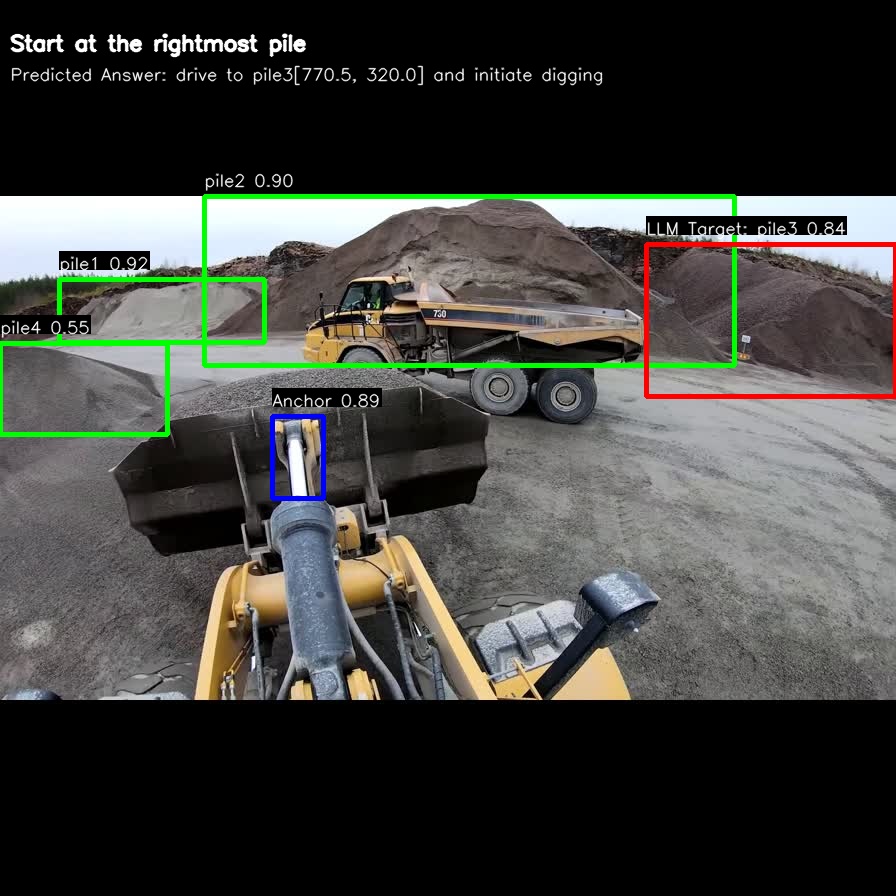 Start at the rightmost pile
Predicted Answer: drive to pile3[770.5, 320.0] and initiate digging
pile2 0.90
LLM Target: pile3 0.84
pile1 0.92
pile4 0.55
730
Anchor 0.89